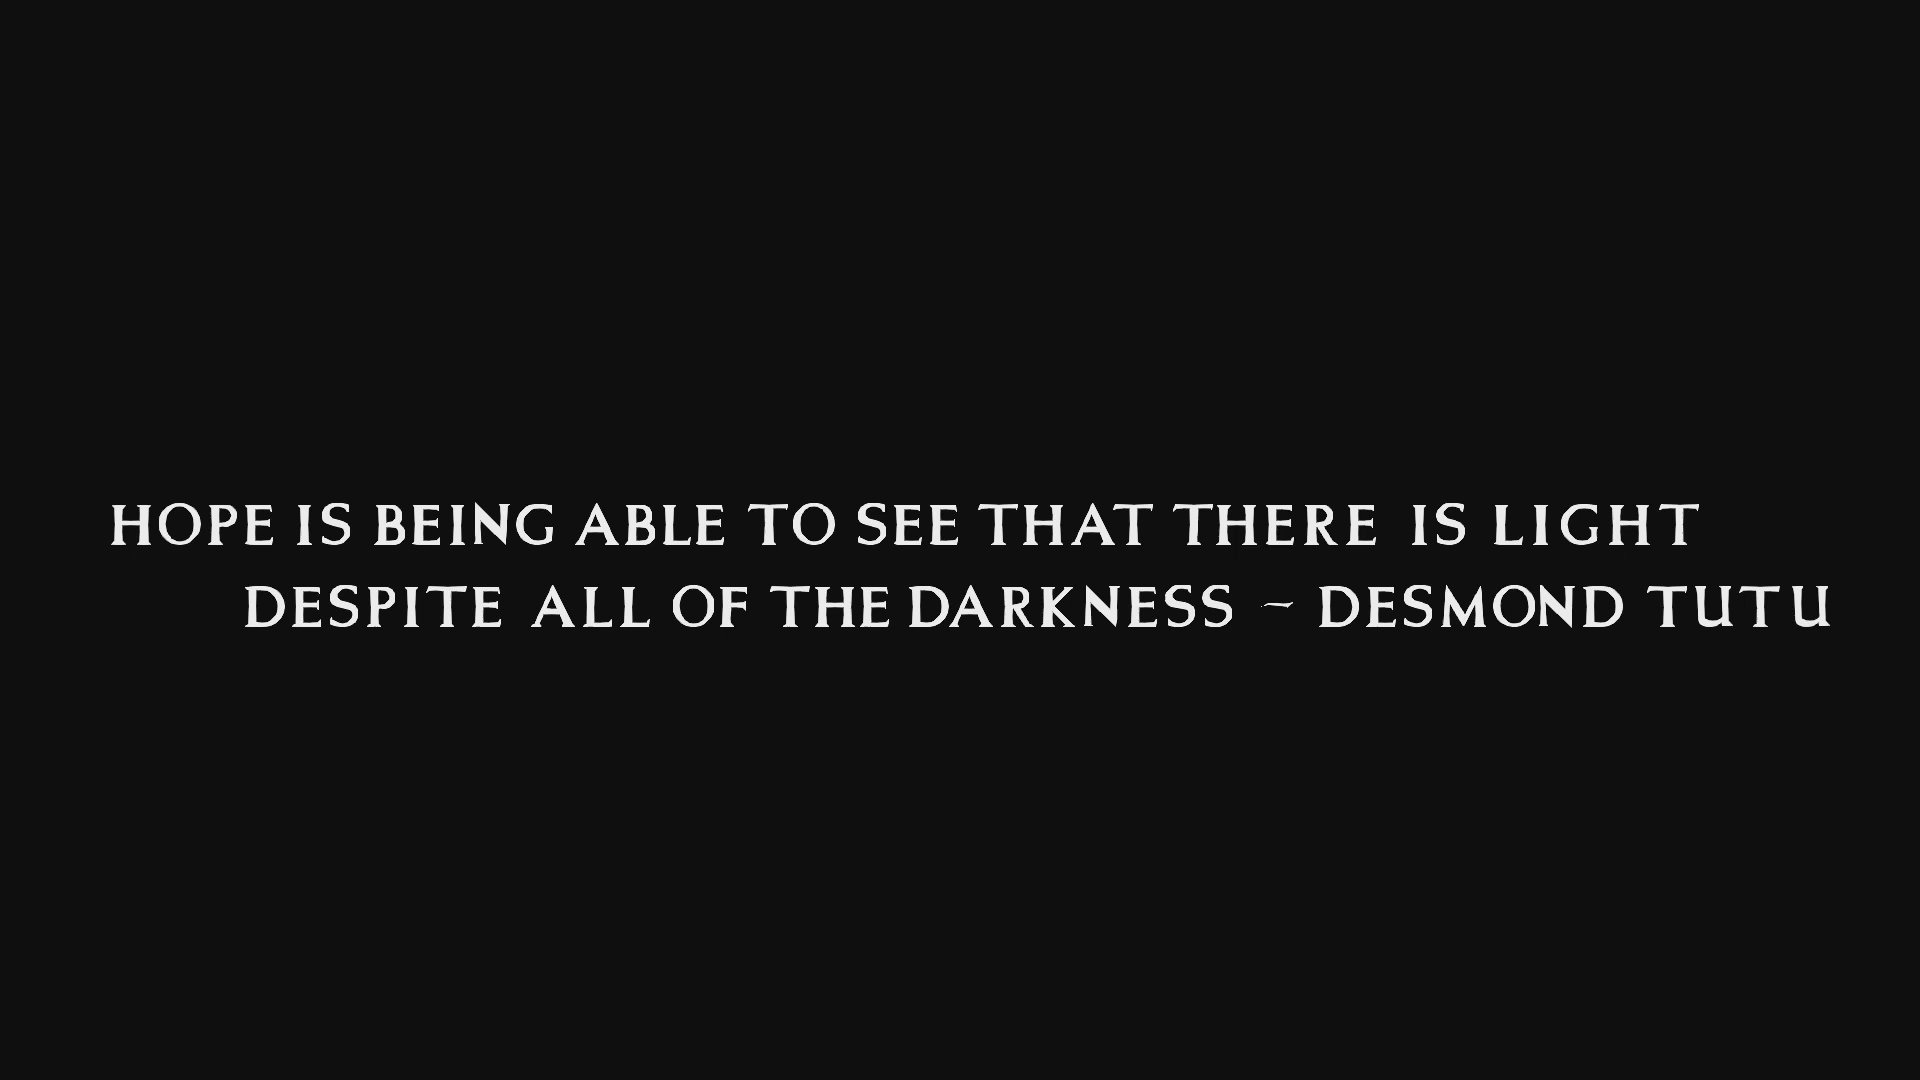 HOPE IS BEING ABLE TO SEE THAT THERE IS LIGHT
DESPITE ALL OF THE DARKNESS – DESMOND TUTU